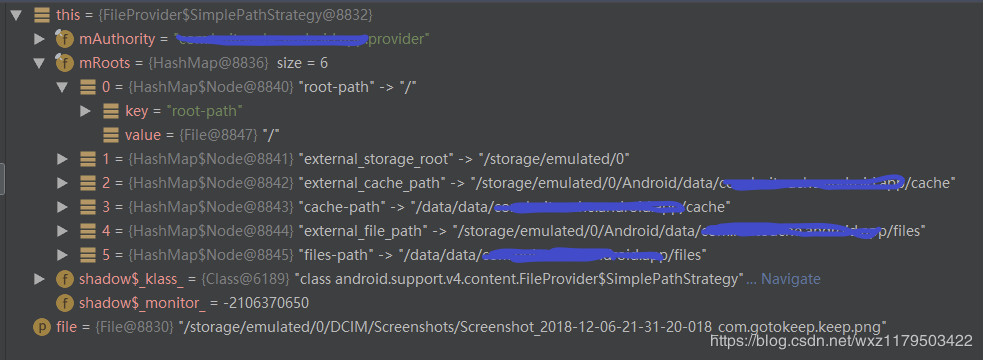 this = {FileProvider$SimplePathStrategy@8832}
mAuthority = " .provider"
mRoots = {HashMap@8836} size = 6
0 = {HashMap$Node@8840} "root-path" -> "/"
key = "root-path"
value = {File@8847} "/"
1 = {HashMap$Node@8841} "external_storage_root" -> "/storage/emulated/0"
2 = {HashMap$Node@8842} "external_cache_path" -> "/storage/emulated/0/Android/data/ /cache"
3 = {HashMap$Node@8843} "cache-path" -> "/data/data/ /cache"
4 = {HashMap$Node@8844} "external_file_path" -> "/storage/emulated/0/Android/data/ /files"
5 = {HashMap$Node@8845} "files-path" -> "/data/data/ /files"
shadow$_klass_ = {Class@6189} "class android.support.v4.content.FileProvider$SimplePathStrategy"... Navigate
shadow$_monitor_ = -2106370650
file = {File@8830} "/storage/emulated/0/DCIM/Screenshots/Screenshot_2018-12-06-21-31-20-018_com.gotokeep.keep.png"
https://blog.csdn.net/wxz1179503422